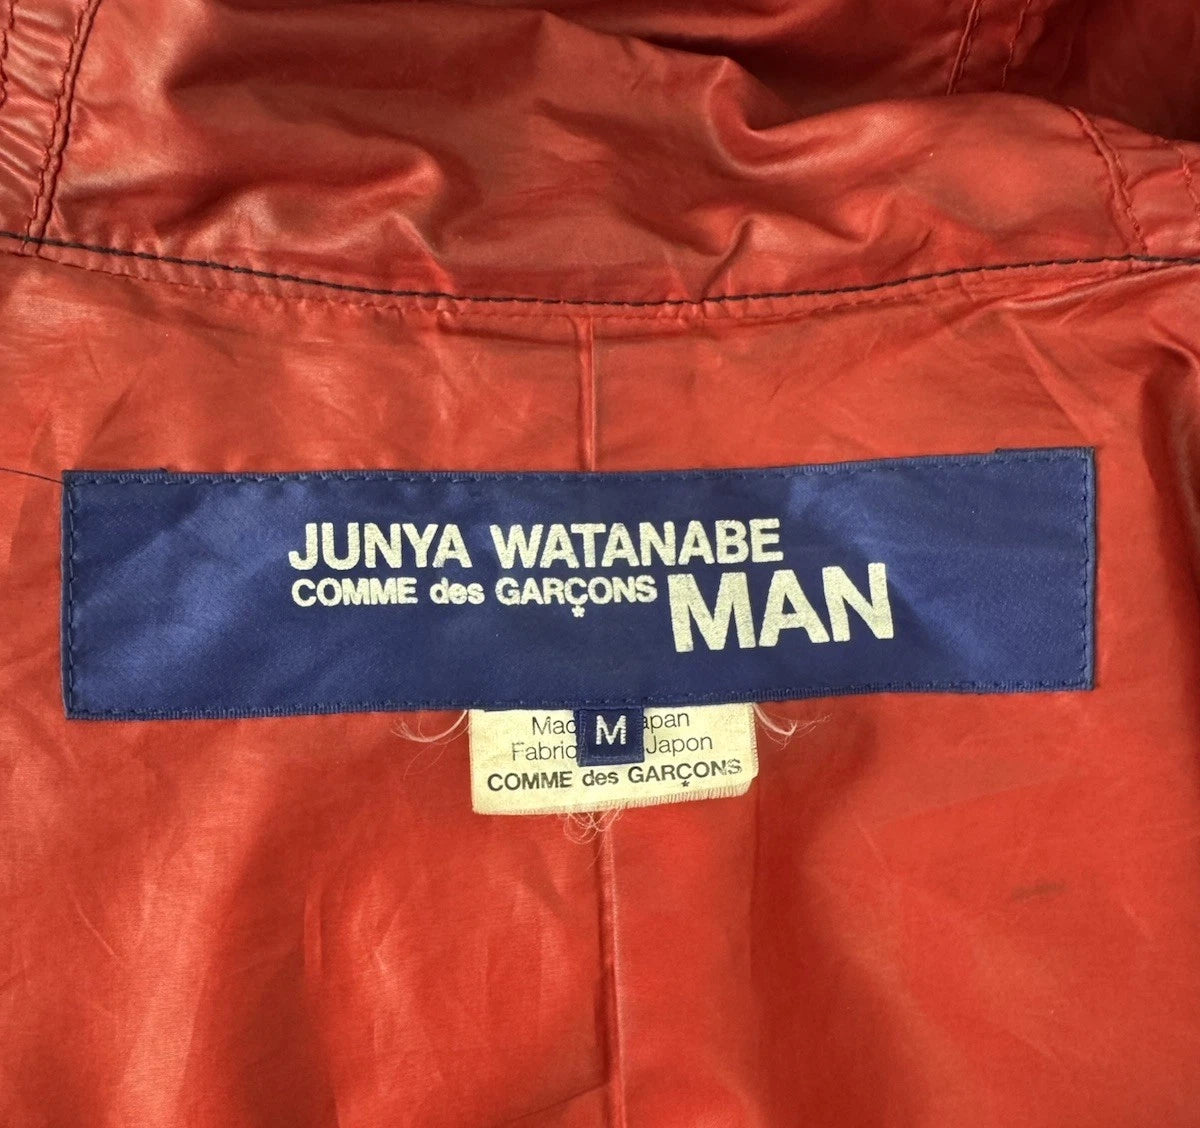 JUNYA WATANABE
COMME des GARÇONS MAN
M
Japon
COMME des GARÇONS